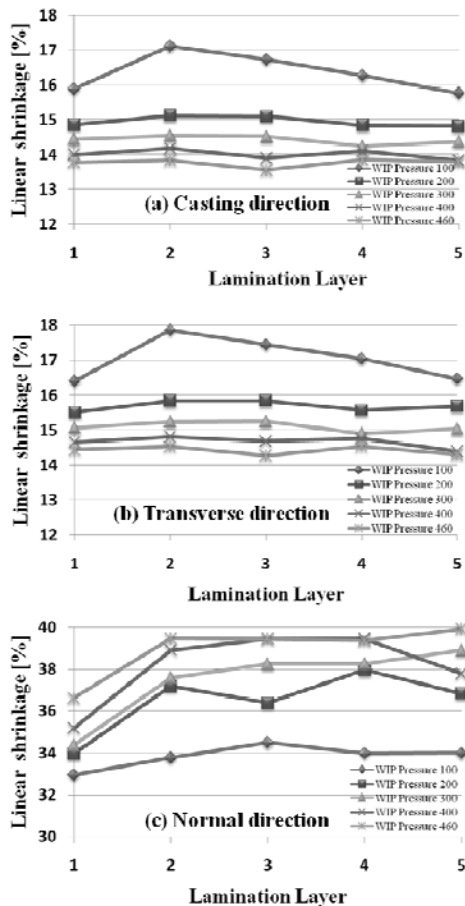 18
17
16
15
14
13
12
Linear shrinkage [%]
WIP Pressure 100
WIP Pressure 200
WIP Pressure 300
WIP Pressure 400
WIP Pressure 460
(a) Casting direction
1 2 3 4 5
Lamination Layer
18
17
16
15
14
13
12
Linear shrinkage [%]
WIP Pressure 100
WIP Pressure 200
WIP Pressure 300
WIP Pressure 400
WIP Pressure 460
(b) Transverse direction
1 2 3 4 5
Lamination Layer
40
38
36
34
32
30
Linear shrinkage [%]
WIP Pressure 100
WIP Pressure 200
WIP Pressure 300
WIP Pressure 400
WIP Pressure 460
(c) Normal direction
1 2 3 4 5
Lamination Layer